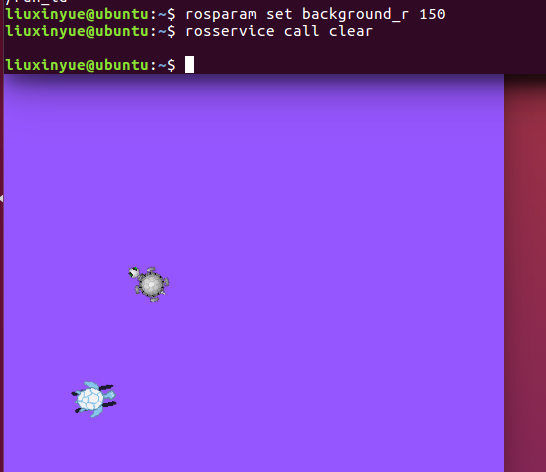 liuxinyue@ubuntu:~$ rosparam set background_r 150
liuxinyue@ubuntu:~$ rosservice call clear
liuxinyue@ubuntu:~$